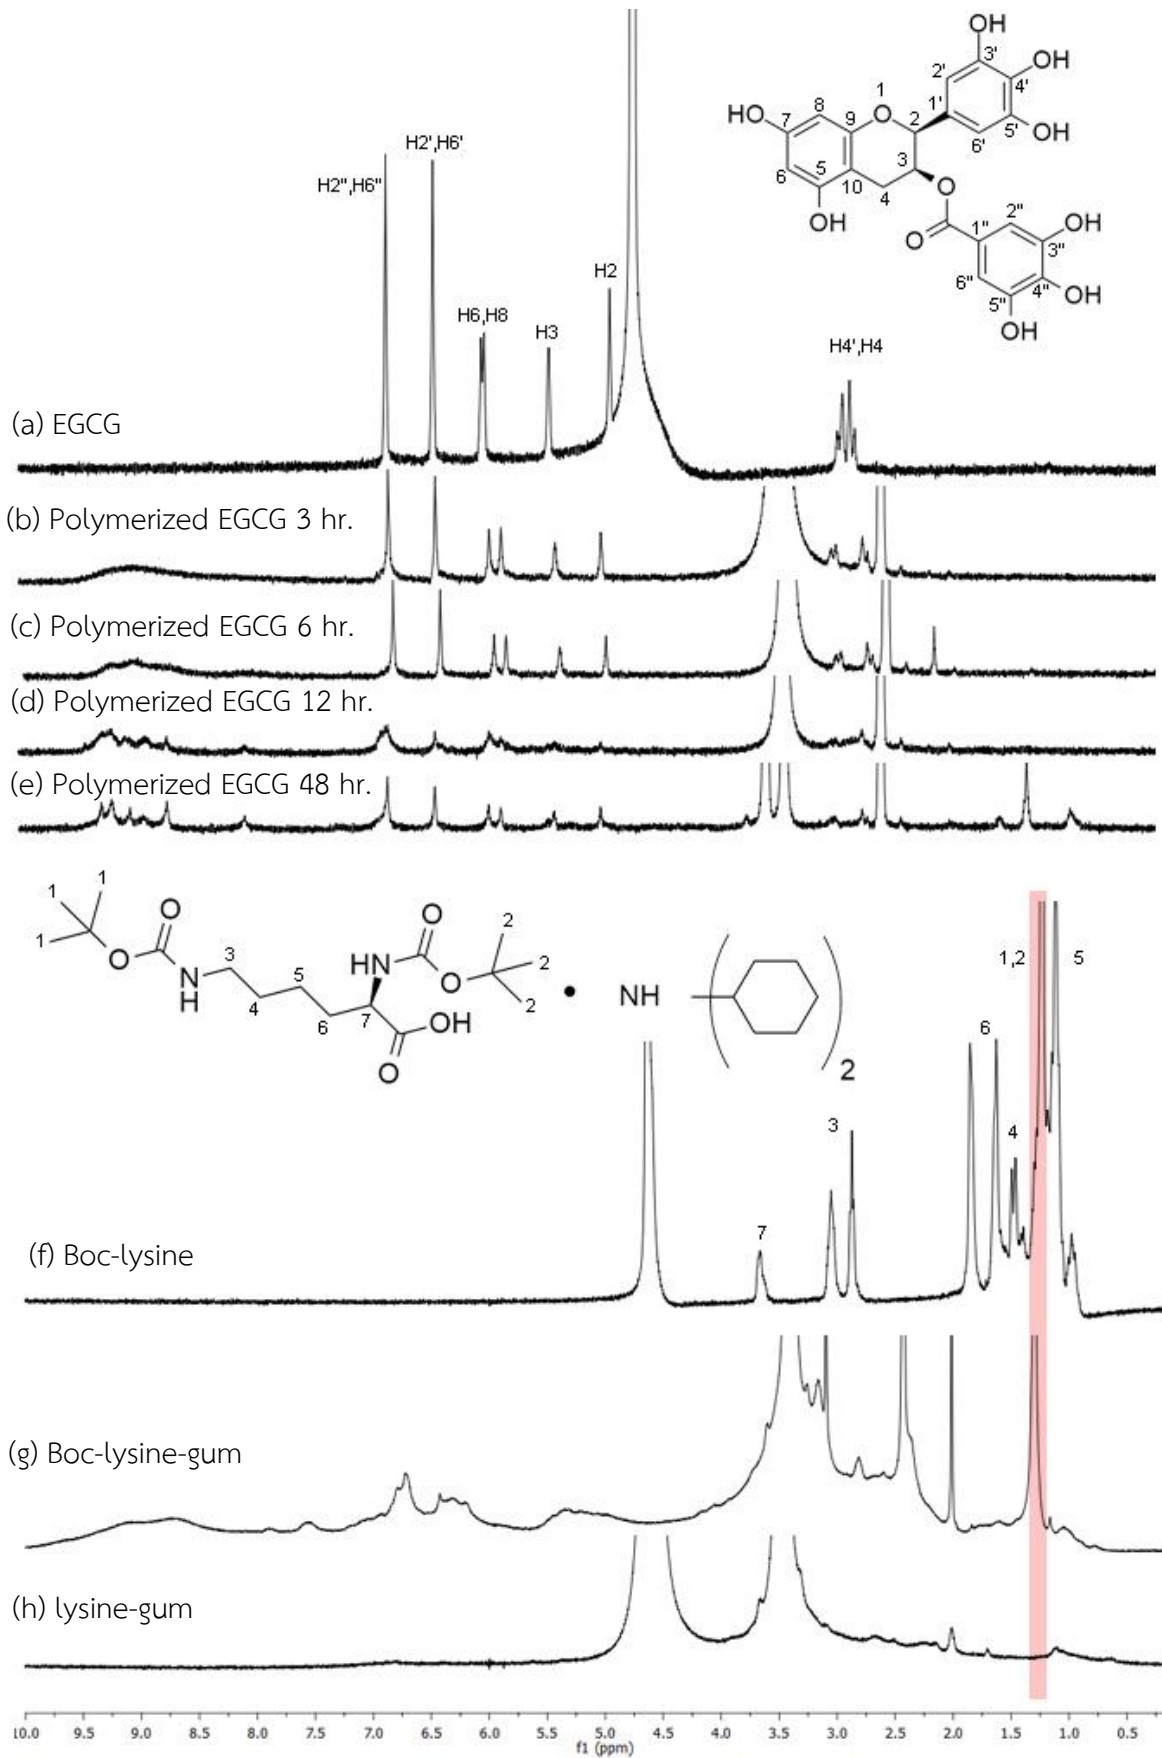 OH
3'
2'
OH
4'
1
1'
HO
8
O
2
7
9
5'
OH
6'
3
6
5
10
4
O
OH
O
1"
2"
OH
3"
6"
4"
5"
OH
OH
H2",H6"
H2',H6'
H6,H8
H3
H2
H4',H4
(a) EGCG
(b) Polymerized EGCG 3 hr.
(c) Polymerized EGCG 6 hr.
(d) Polymerized EGCG 12 hr.
(e) Polymerized EGCG 48 hr.
1
1
O
O
2
1
O
3
HN
2
N
H
5
O
2
4
6
7
OH
O
• NH
2
1,2
5
6
4
3
7
(f) Boc-lysine
(g) Boc-lysine-gum
(h) lysine-gum
10.0 9.5 9.0 8.5 8.0 7.5 7.0 6.5 6.0 5.5 5.0 4.5 4.0 3.5 3.0 2.5 2.0 1.5 1.0 0.5
f1 (ppm)